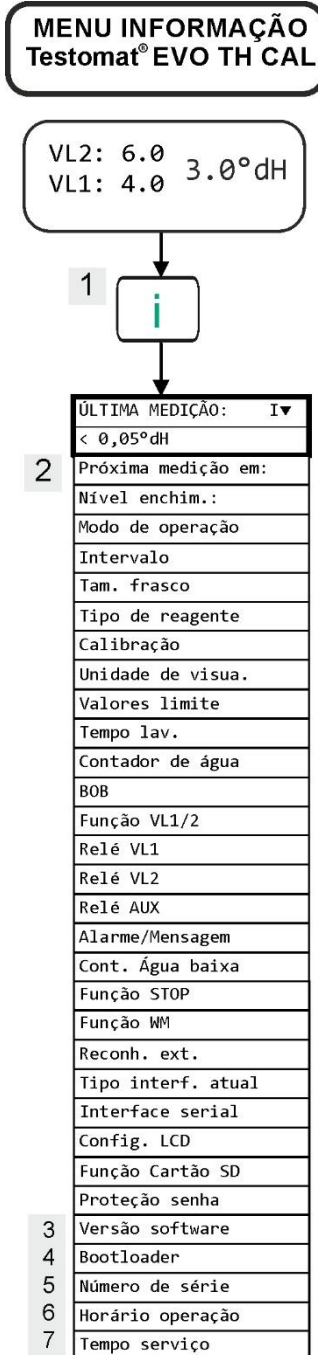 MENU INFORMAÇÃO
Testomat® EVO TH CAL
VL2: 6.0
VL1: 4.0
3.0°dH
1
i
ÚLTIMA MEDIÇÃO: I▼
< 0,05°dH
2 Próxima medição em:
Nível enchim.:
Modo de operação
Intervalo
Tam. frasco
Tipo de reagente
Calibração
Unidade de visua.
Valores limite
Tempo lav.
Contador de água
BOB
Função VL1/2
Relé VL1
Relé VL2
Relé AUX
Alarme/Mensagem
Cont. Água baixa
Função STOP
Função WM
Reconh. ext.
Tipo interf. atual
Interface serial
Config. LCD
Função Cartão SD
Proteção senha
3 Versão software
4 Bootloader
5 Número de série
6 Horário operação
7 Tempo serviço